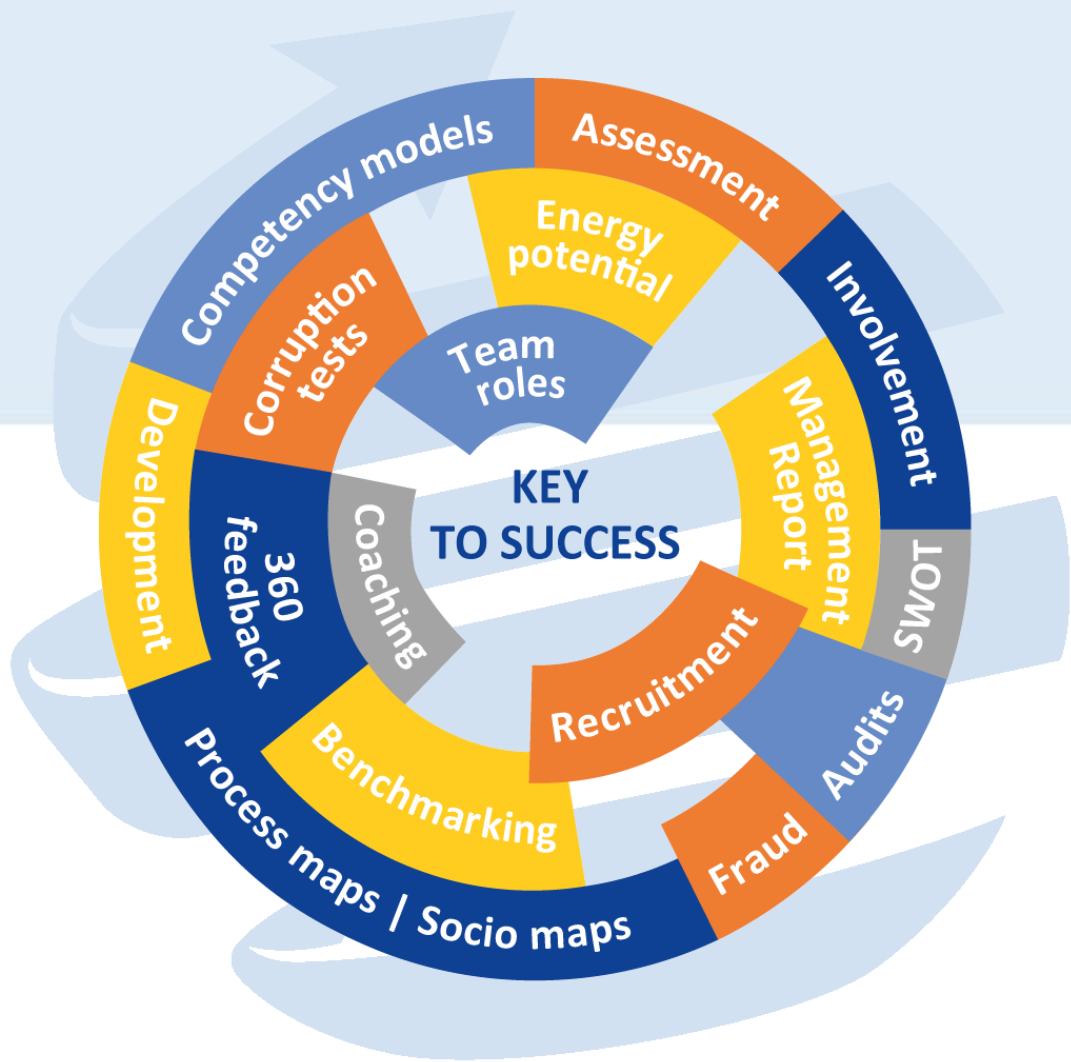 Competency models
Assessment
Involvement
SWOT
Audits
Fraud
Process maps | Socio maps
Development
Corruption
tests
Energy
potential
Management
Report
Recruitment
Benchmarking
360
feedback
Team
roles
Coaching
KEY
TO SUCCESS